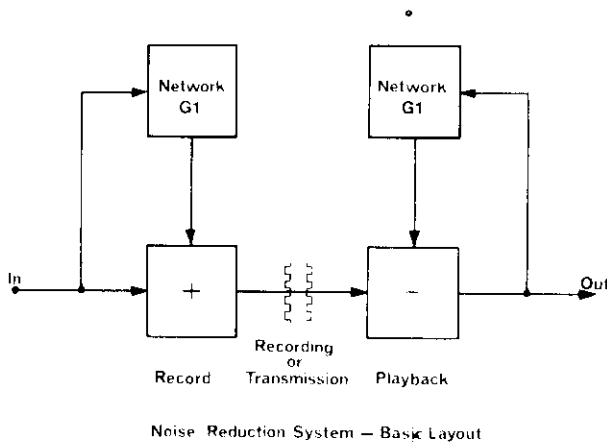 Network
G1
Network
G1
In
+
−
Out
Recording
or
Transmission
Record
Playback
Noise Reduction System — Basic Layout